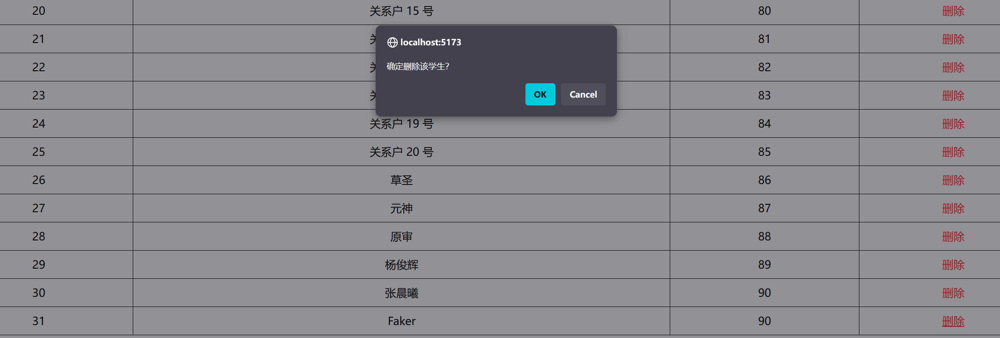 20 关系户 15 号 80 删除
21 关 81 删除
22 关 82 删除
23 关 83 删除
24 关系户 19 号 84 删除
25 关系户 20 号 85 删除
26 草圣 86 删除
27 元神 87 删除
28 原审 88 删除
29 杨俊辉 89 删除
30 张晨曦 90 删除
31 Faker 90 删除
localhost:5173
确定删除该学生?
OK Cancel